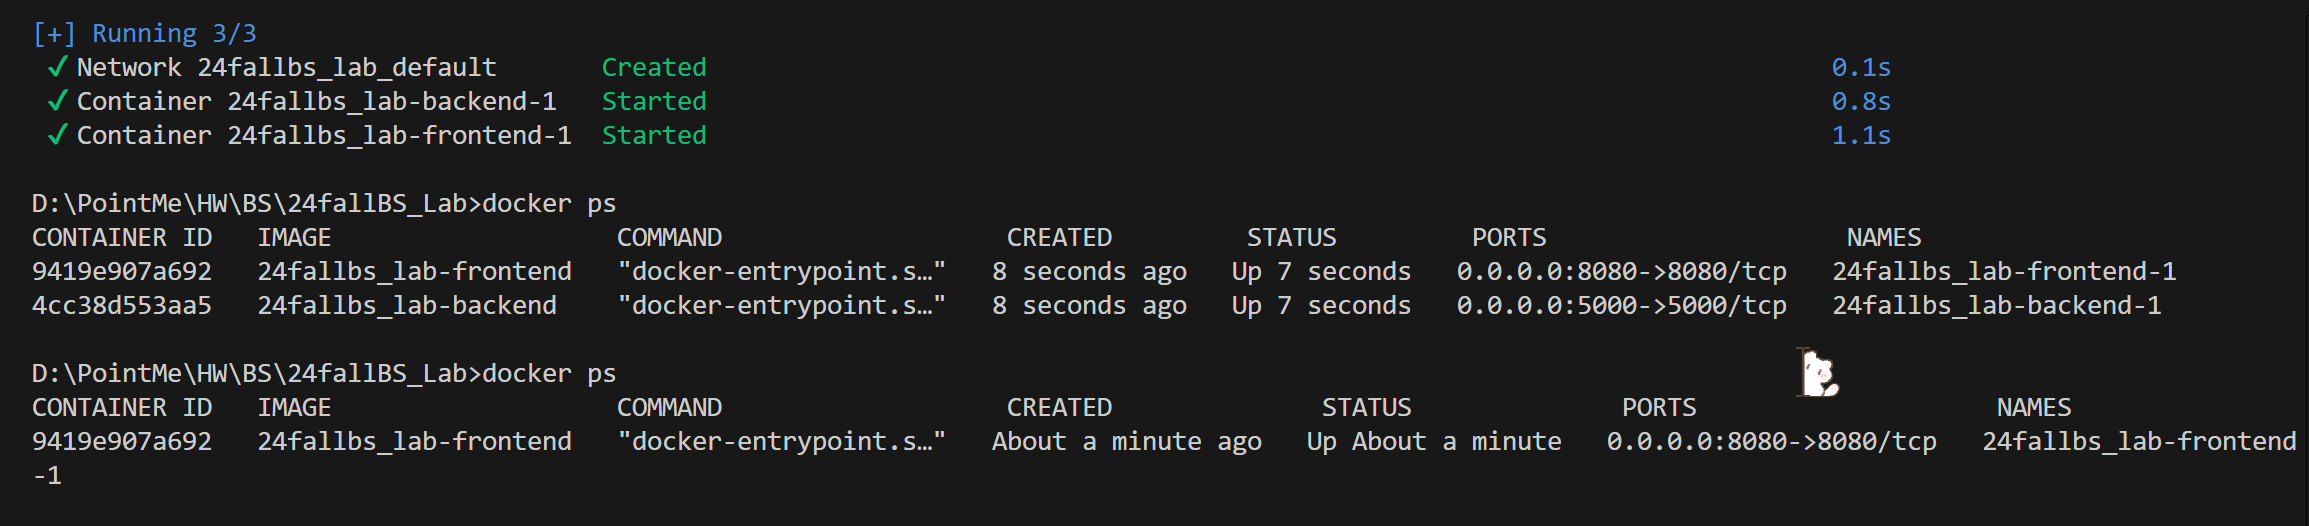 [+] Running 3/3
✔ Network 24fallbs_lab_default Created 0.1s
✔ Container 24fallbs_lab-backend-1 Started 0.8s
✔ Container 24fallbs_lab-frontend-1 Started 1.1s
D:\PointMe\HW\BS\24fallBS_Lab>docker ps
CONTAINER ID IMAGE COMMAND CREATED STATUS PORTS NAMES
9419e907a692 24fallbs_lab-frontend "docker-entrypoint.s…" 8 seconds ago Up 7 seconds 0.0.0.0:8080->8080/tcp 24fallbs_lab-frontend-1
4cc38d553aa5 24fallbs_lab-backend "docker-entrypoint.s…" 8 seconds ago Up 7 seconds 0.0.0.0:5000->5000/tcp 24fallbs_lab-backend-1
D:\PointMe\HW\BS\24fallBS_Lab>docker ps
CONTAINER ID IMAGE COMMAND CREATED STATUS PORTS NAMES
9419e907a692 24fallbs_lab-frontend "docker-entrypoint.s…" About a minute ago Up About a minute 0.0.0.0:8080->8080/tcp 24fallbs_lab-frontend
-1